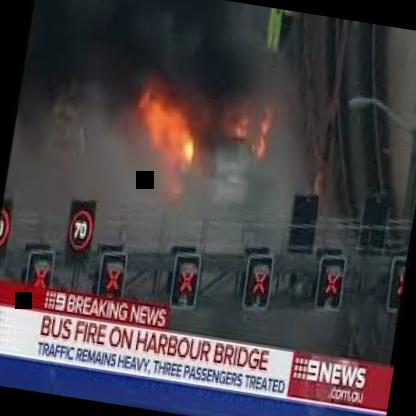 70
9 BREAKING NEWS
BUS FIRE ON HARBOUR BRIDGE
TRAFFIC REMAINS HEAVY, THREE PASSENGERS TREATED
9NEWS
.com.au